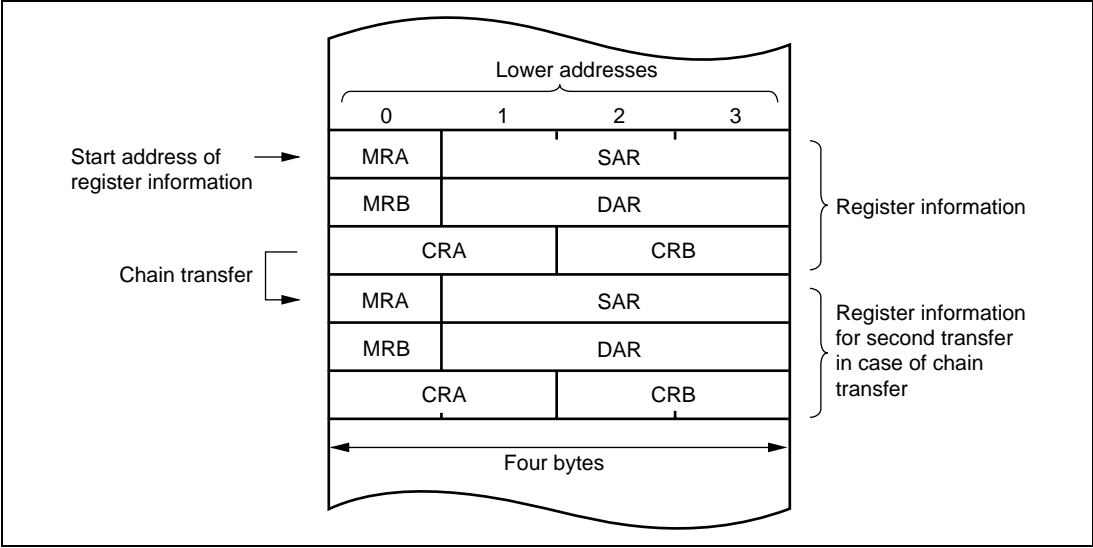 Lower addresses
0 1 2 3
Start address of
register information
MRA SAR
MRB DAR
Register information
CRA CRB
Chain transfer
MRA SAR
Register information
for second transfer
in case of chain
transfer
MRB DAR
CRA CRB
Four bytes